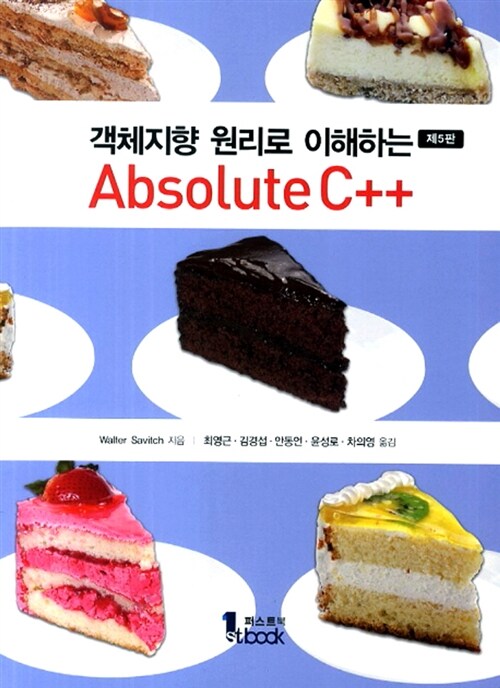 객체지향 원리로 이해하는 제5판
Absolute C++
Walter Savitch 지음 | 최영근 · 김경섭 · 안동언 · 윤성로 · 차의영 옮김
퍼스트북
1st book